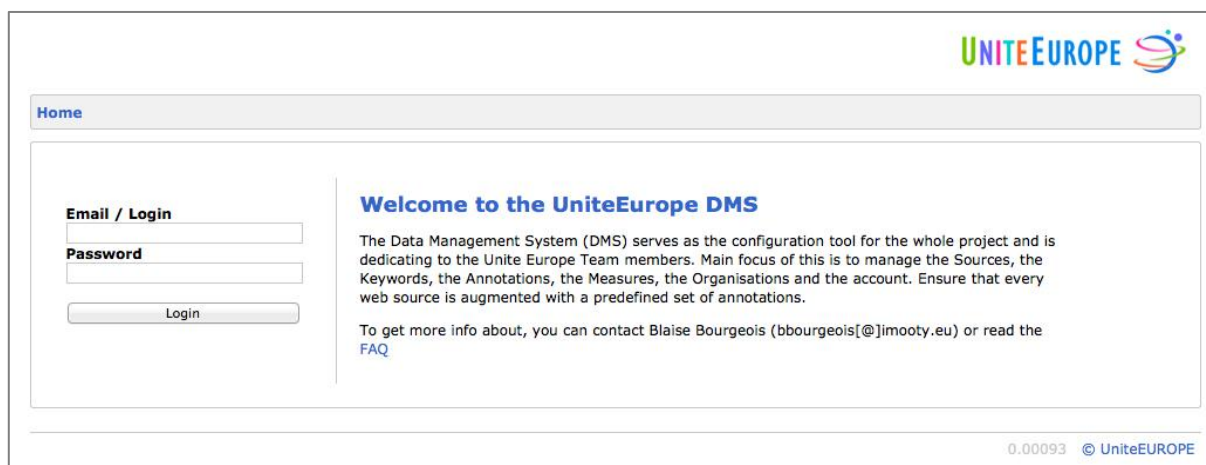 UNITEEUROPE
Home
Email / Login
Password
Login
Welcome to the UniteEurope DMS
The Data Management System (DMS) serves as the configuration tool for the whole project and is
dedicating to the Unite Europe Team members. Main focus of this is to manage the Sources, the
Keywords, the Annotations, the Measures, the Organisations and the account. Ensure that every
web source is augmented with a predefined set of annotations.
To get more info about, you can contact Blaise Bourgeois (bbourgeois[@]imooty.eu) or read the
FAQ
0.00093 © UniteEUROPE